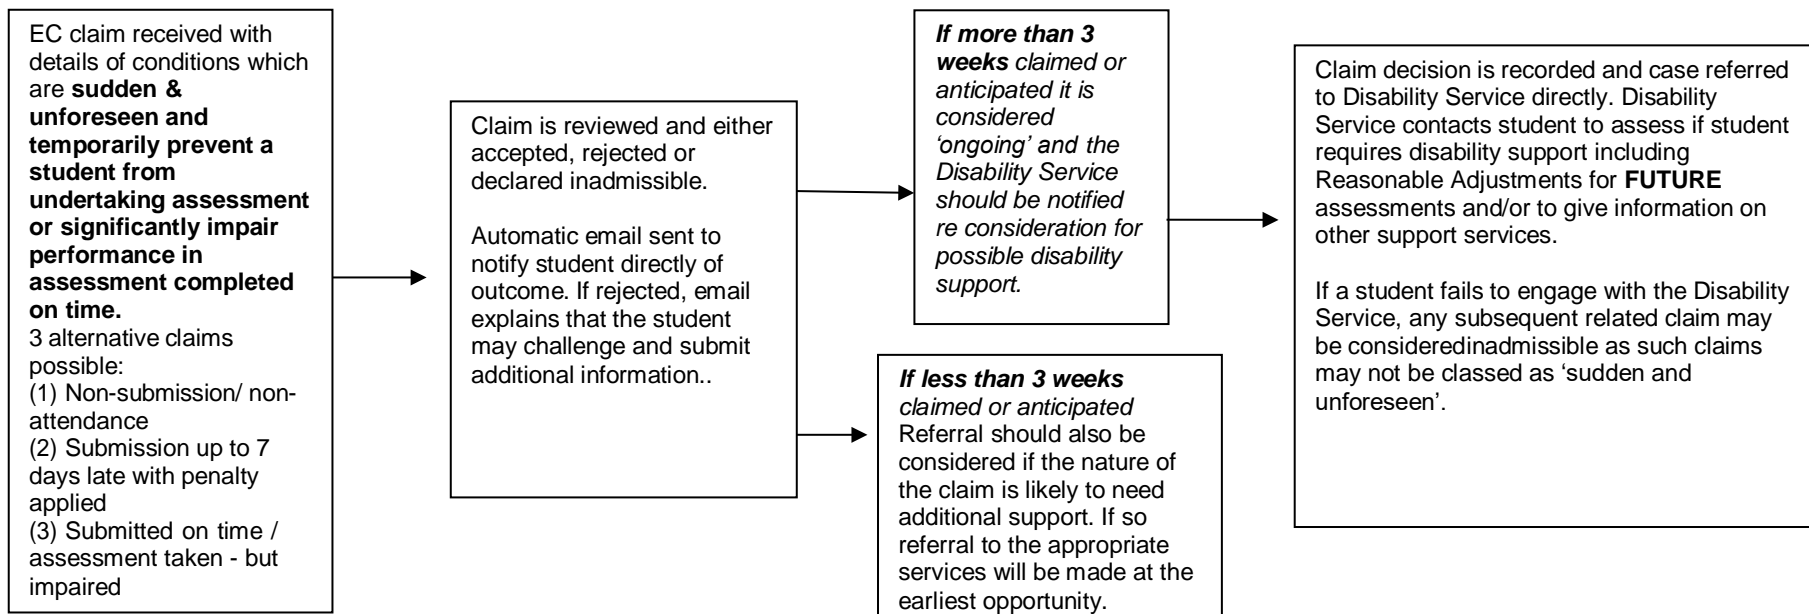 EC claim received with
details of conditions which
are sudden &
unforeseen and
temporarily prevent a
student from
undertaking assessment
or significantly impair
performance in
assessment completed
on time.
3 alternative claims
possible:
(1) Non-submission/ non-
attendance
(2) Submission up to 7
days late with penalty
applied
(3) Submitted on time /
assessment taken - but
impaired
Claim is reviewed and either
accepted, rejected or
declared inadmissible.
Automatic email sent to
notify student directly of
outcome. If rejected, email
explains that the student
may challenge and submit
additional information..
If more than 3
weeks claimed or
anticipated it is
considered
‘ongoing’ and the
Disability Service
should be notified
re consideration for
possible disability
support.
If less than 3 weeks
claimed or anticipated
Referral should also be
considered if the nature of
the claim is likely to need
additional support. If so
referral to the appropriate
services will be made at the
earliest opportunity.
Claim decision is recorded and case referred
to Disability Service directly. Disability
Service contacts student to assess if student
requires disability support including
Reasonable Adjustments for FUTURE
assessments and/or to give information on
other support services.
If a student fails to engage with the Disability
Service, any subsequent related claim may
be consideredinadmissible as such claims
may not be classed as ‘sudden and
unforeseen’.